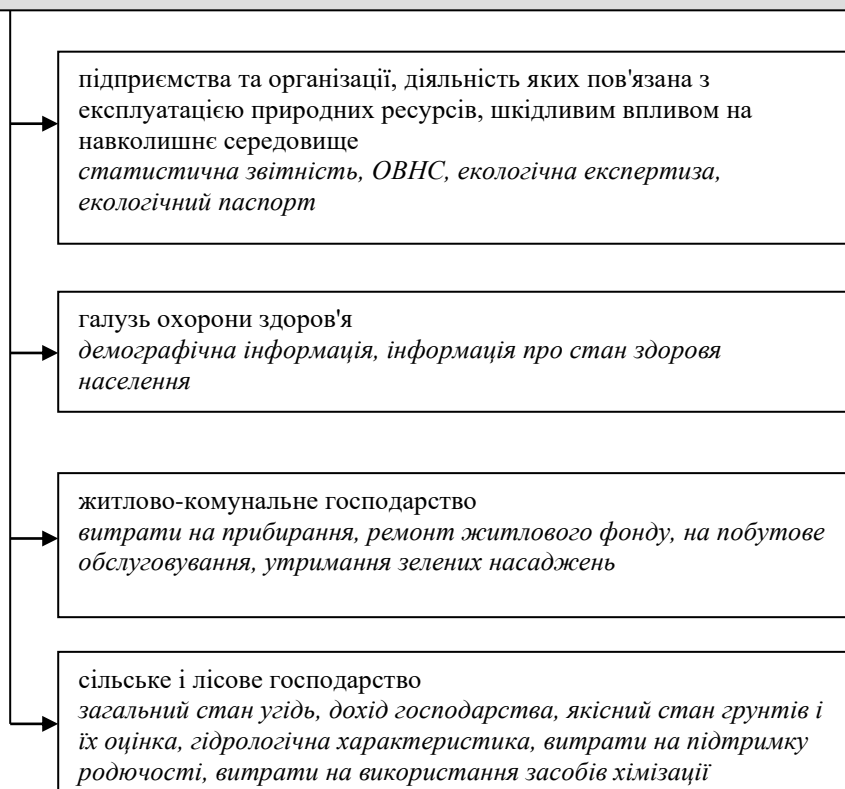 підприємства та організації, діяльність яких пов'язана з
експлуатацією природних ресурсів, шкідливим впливом на
навколишнє середовище
статистична звітність, ОВНС, екологічна експертиза,
екологічний паспорт
галузь охорони здоров'я
демографічна інформація, інформація про стан здоровя
населення
житлово-комунальне господарство
витрати на прибирання, ремонт житлового фонду, на побутове
обслуговування, утримання зелених насаджень
сільське і лісове господарство
загальний стан угідь, дохід господарства, якісний стан грунтів і
їх оцінка, гідрологічна характеристика, витрати на підтримку
родючості, витрати на використання засобів хімізації